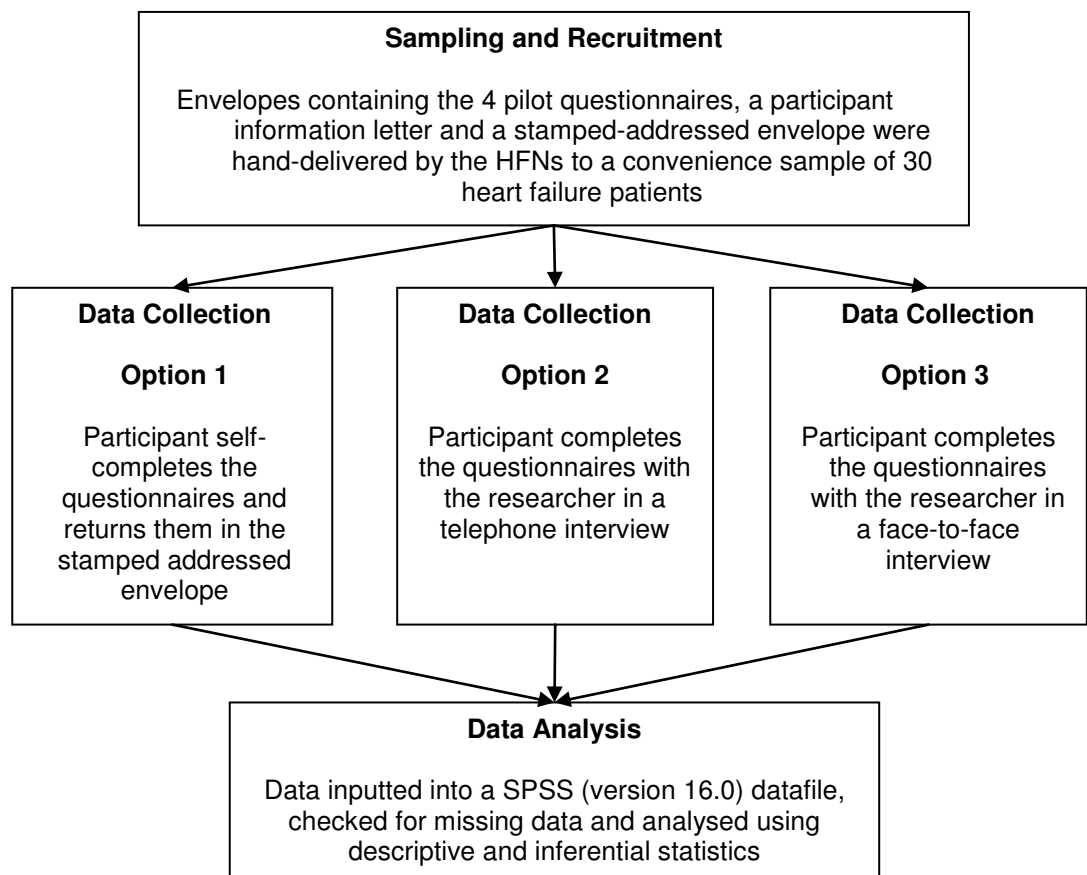 Sampling and Recruitment
Envelopes containing the 4 pilot questionnaires, a participant
information letter and a stamped-addressed envelope were
hand-delivered by the HFNs to a convenience sample of 30
heart failure patients
Data Collection
Option 1
Participant self-
completes the
questionnaires and
returns them in the
stamped addressed
envelope
Data Collection
Option 2
Participant completes
the questionnaires with
the researcher in a
telephone interview
Data Collection
Option 3
Participant completes
the questionnaires
with the researcher in
a face-to-face
interview
Data Analysis
Data inputted into a SPSS (version 16.0) datafile,
checked for missing data and analysed using
descriptive and inferential statistics